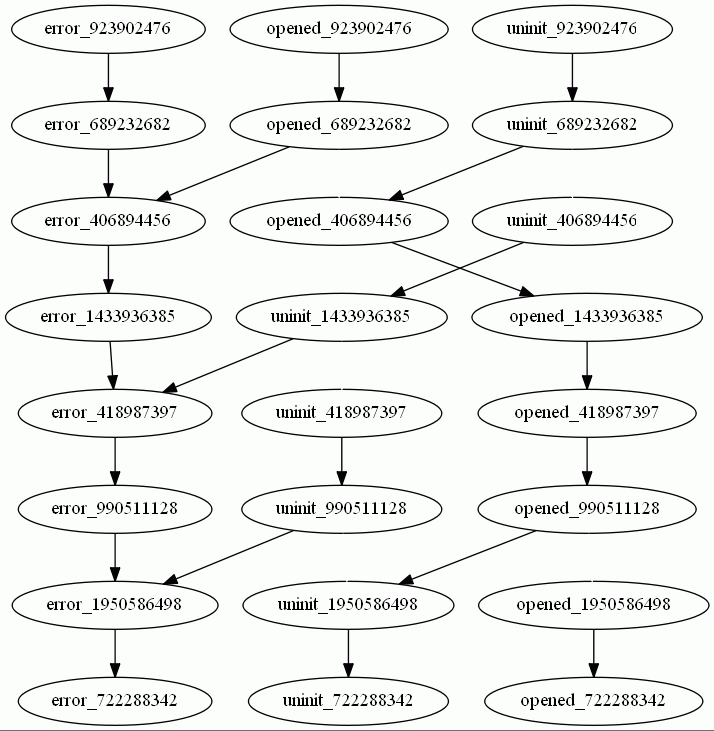 error_923902476 opened_923902476 uninit_923902476
error_689232682 opened_689232682 uninit_689232682
error_406894456 opened_406894456 uninit_406894456
error_1433936385 uninit_1433936385 opened_1433936385
error_418987397 uninit_418987397 opened_418987397
error_990511128 uninit_990511128 opened_990511128
error_1950586498 uninit_1950586498 opened_1950586498
error_722288342 uninit_722288342 opened_722288342